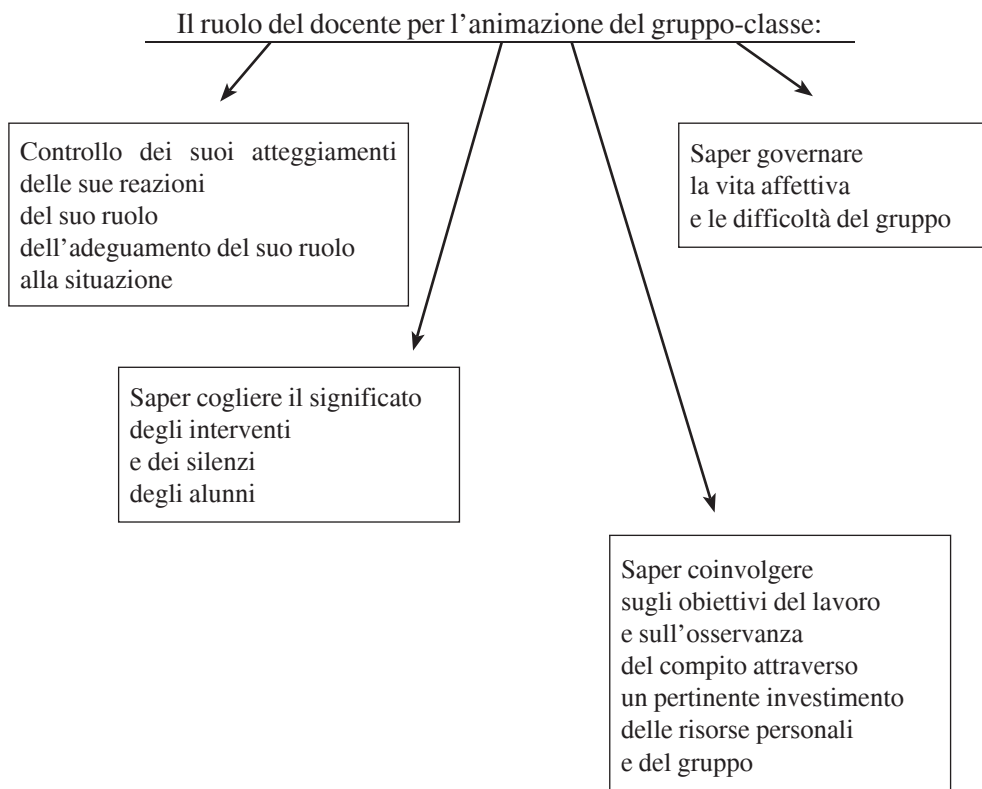 Il ruolo del docente per l’animazione del gruppo-classe:
Controllo dei suoi atteggiamenti
delle sue reazioni
del suo ruolo
dell’adeguamento del suo ruolo
alla situazione
Saper governare
la vita affettiva
e le difficoltà del gruppo
Saper cogliere il significato
degli interventi
e dei silenzi
degli alunni
Saper coinvolgere
sugli obiettivi del lavoro
e sull’osservanza
del compito attraverso
un pertinente investimento
delle risorse personali
e del gruppo